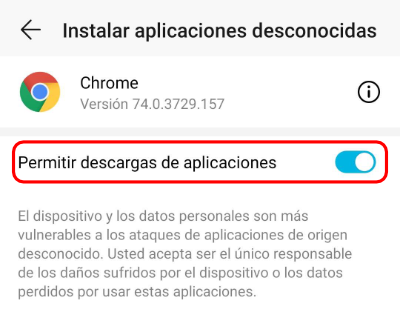 Instalar aplicaciones desconocidas
Chrome
Versión 74.0.3729.157
Permitir descargas de aplicaciones
El dispositivo y los datos personales son más
vulnerables a los ataques de aplicaciones de origen
desconocido. Usted acepta ser el único responsable
de los daños sufridos por el dispositivo o los datos
perdidos por usar estas aplicaciones.